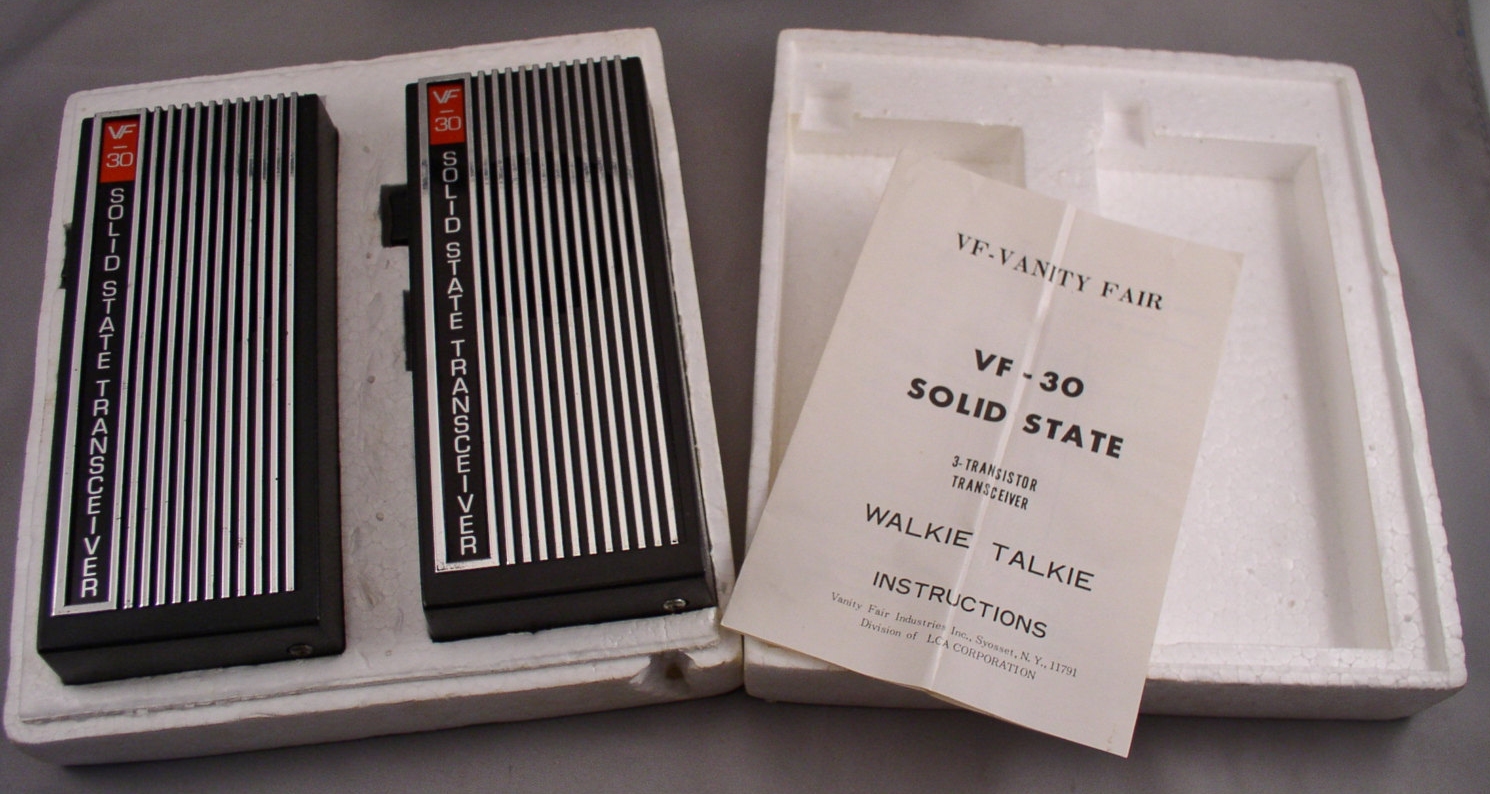 VF
-
30
SOLID STATE TRANSCEIVER
VF
-
30
SOLID STATE TRANSCEIVER
VF-VANITY FAIR
VF-30
SOLID STATE
3-TRANSISTOR
TRANSCEIVER
WALKIE TALKIE
INSTRUCTIONS
Vanity Fair Industries Inc., Syosset, N. Y., 11791
Division of LCA CORPORATION